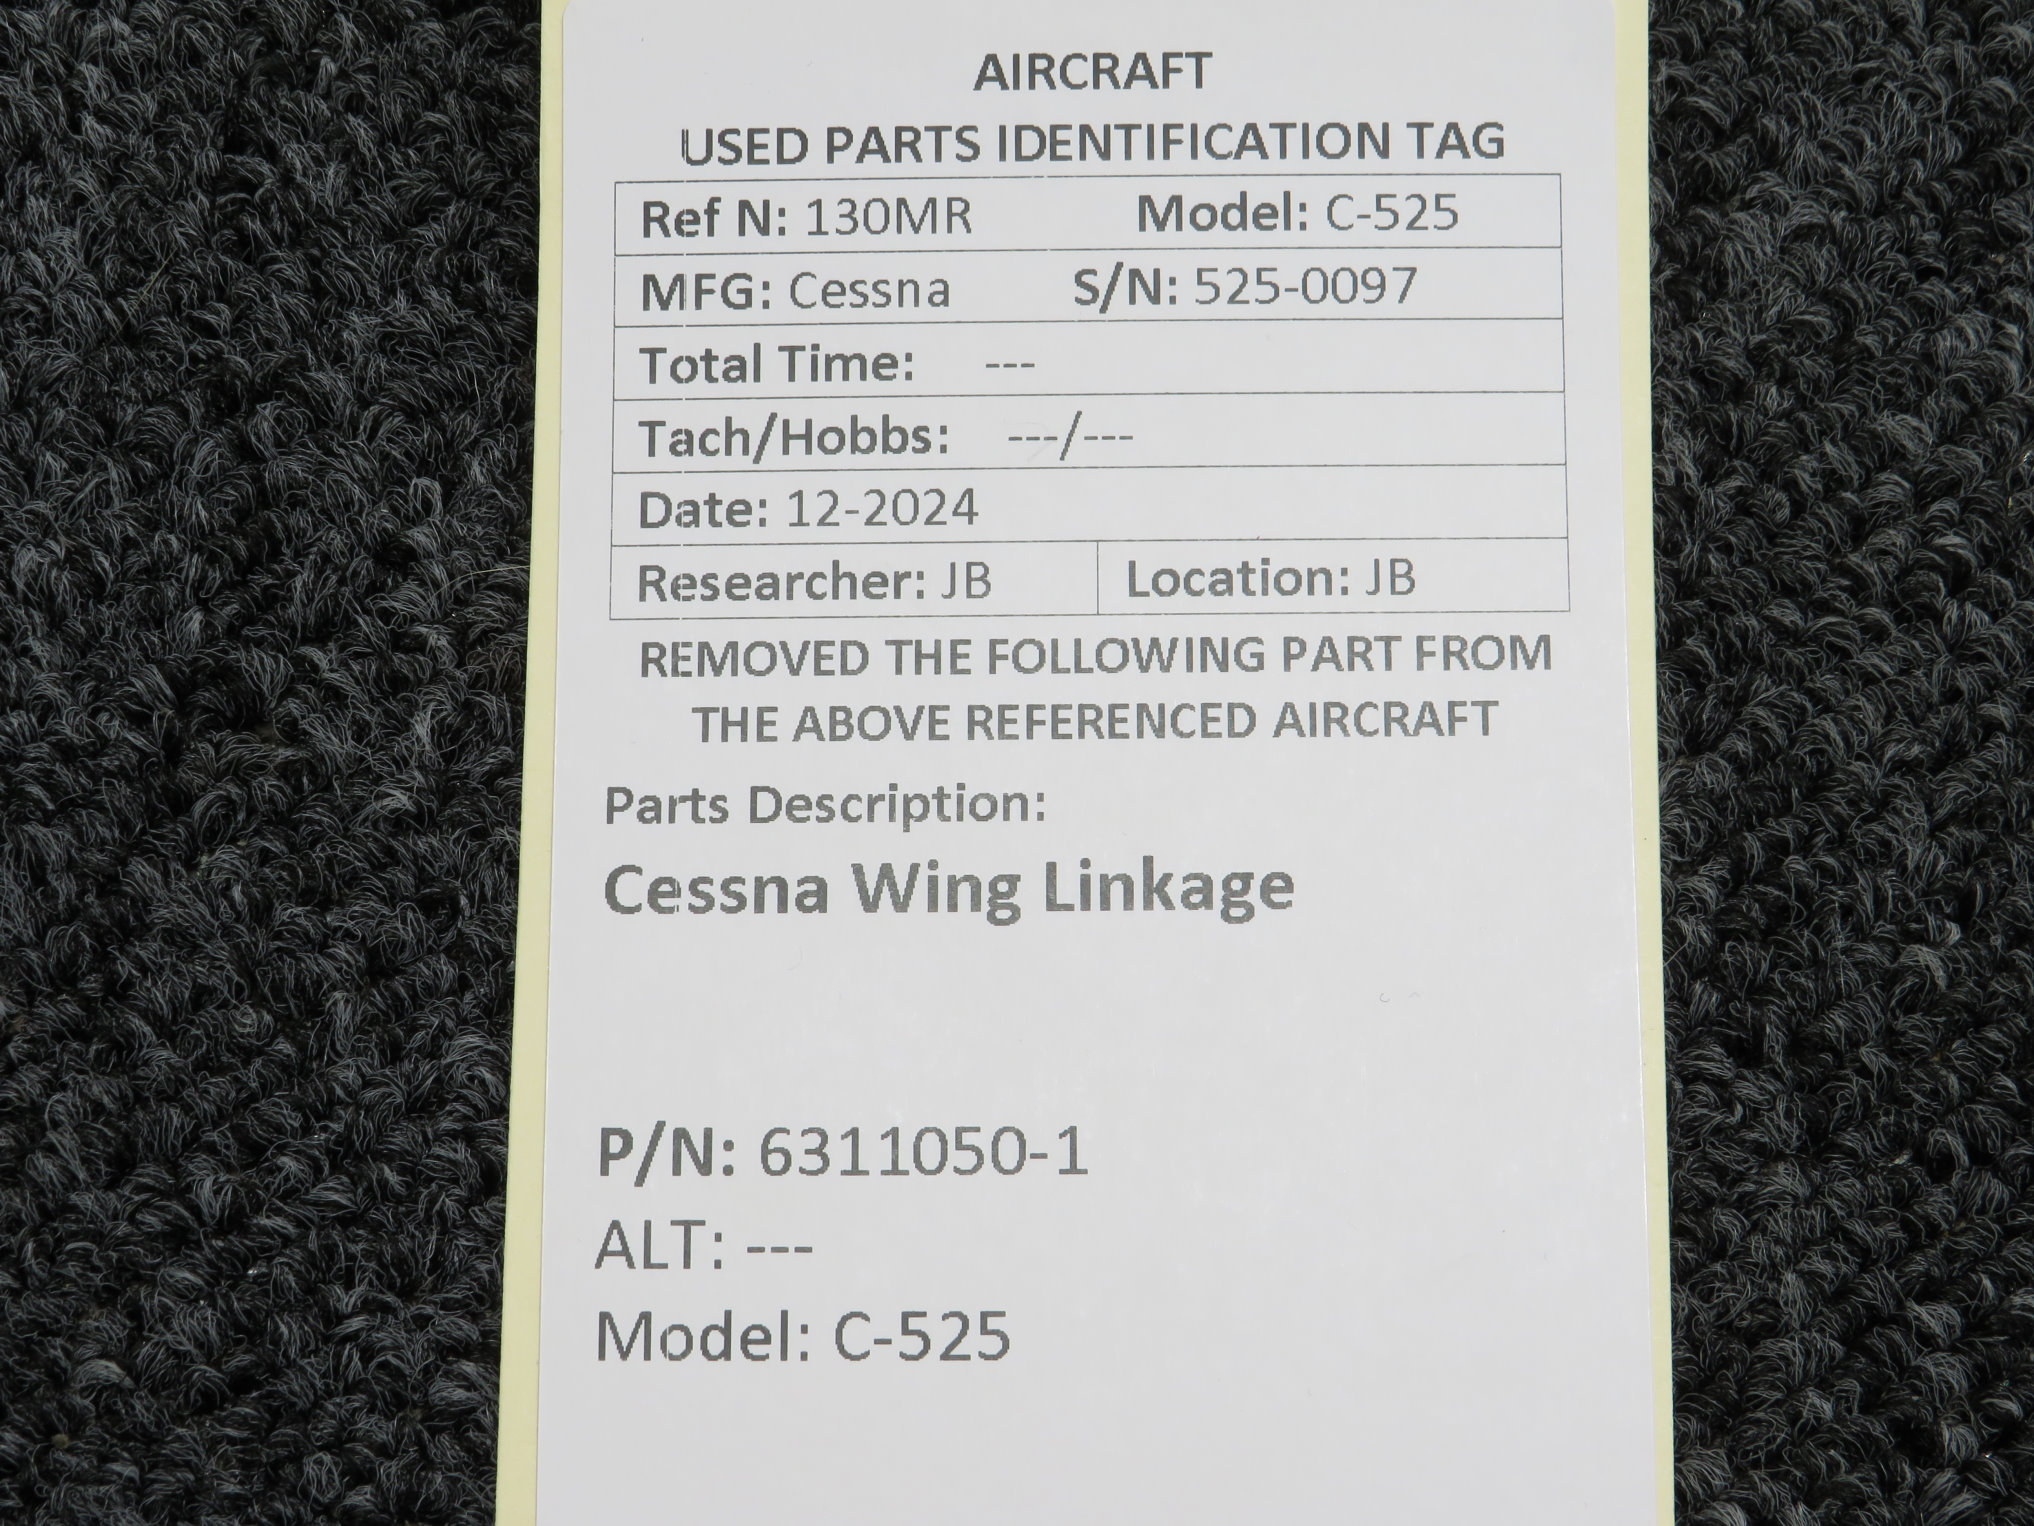 AIRCRAFT
USED PARTS IDENTIFICATION TAG
Ref N: 130MR Model: C-525
MFG: Cessna S/N: 525-0097
Total Time: ---
Tach/Hobbs: ---/---
Date: 12-2024
Researcher: JB Location: JB
REMOVED THE FOLLOWING PART FROM
THE ABOVE REFERENCED AIRCRAFT
Parts Description:
Cessna Wing Linkage
P/N: 6311050-1
ALT: ---
Model: C-525